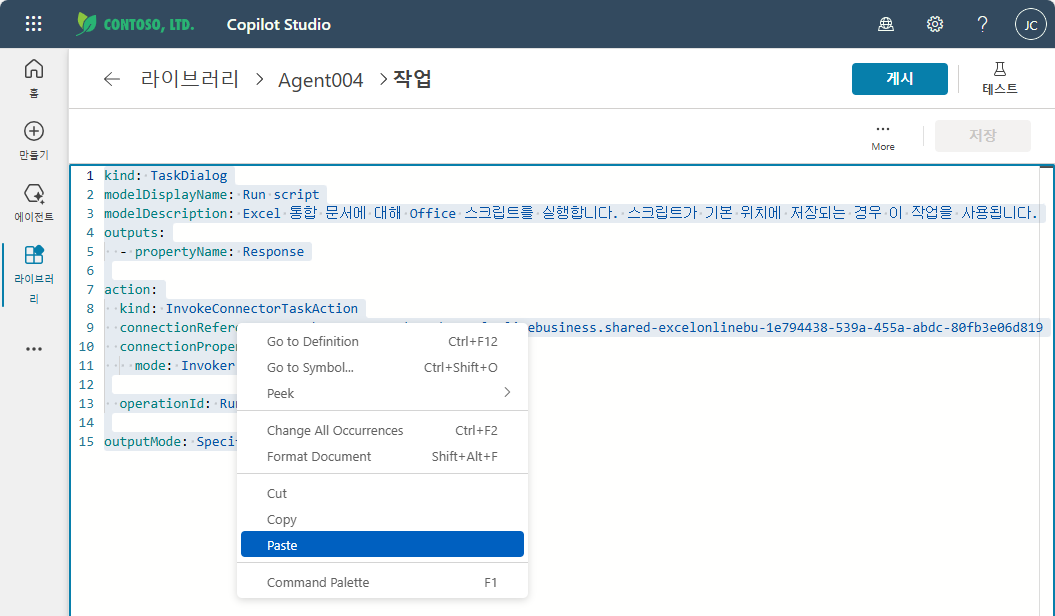 CONTOSO, LTD. Copilot Studio JC
홈
만들기
에이전트
라이브러리
라이브러리 > Agent004 > 작업
게시
테스트
More
저장
1 kind: TaskDialog
2 modelDisplayName: Run script
3 modelDescription: Excel 통합 문서에 대해 Office 스크립트를 실행합니다. 스크립트가 기본 위치에 저장되는 경우 이 작업을 사용됩니다.
4 outputs:
5 - propertyName: Response
6
7 action:
8 kind: InvokeConnectorTaskAction
9 connectionRefere
business.shared-excelonlinebu-1e794438-539a-455a-abdc-80fb3e06d819
10 connectionProper
11 mode: Invoker
12
13 operationId: Run
14
15 outputMode: Specif
Go to Definition Ctrl+F12
Go to Symbol... Ctrl+Shift+O
Peek
Change All Occurrences Ctrl+F2
Format Document Shift+Alt+F
Cut
Copy
Paste
Command Palette F1